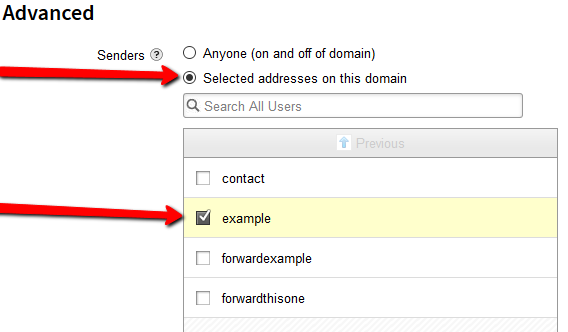 Advanced
Senders ? Anyone (on and off of domain)
Selected addresses on this domain
Search All Users
Previous
contact
example
forwardexample
forwardthisone